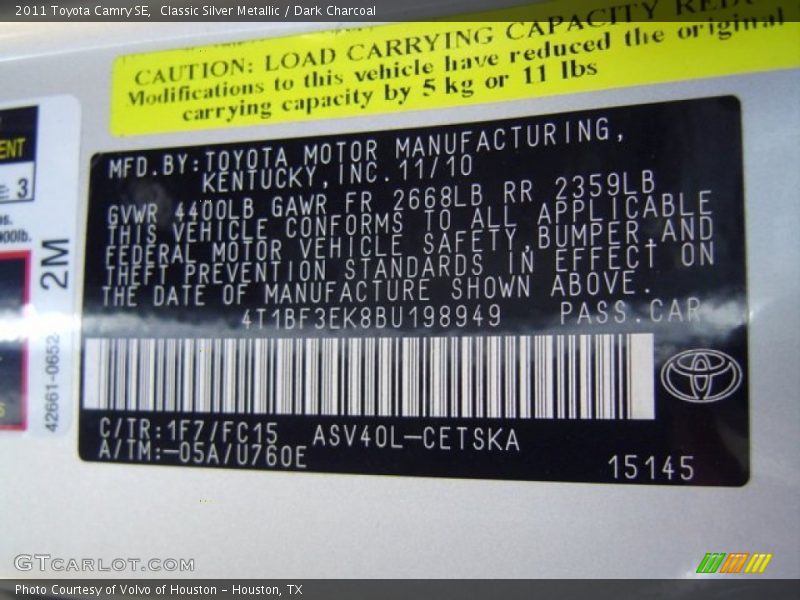 2011 Toyota Camry SE, Classic Silver Metallic / Dark Charcoal
CAUTION: LOAD CARRYING CAPACITY
Modifications to this vehicle have reduced the original
carrying capacity by 5 kg or 11 lbs
3
2M
42661-0652
MFD.BY:TOYOTA MOTOR MANUFACTURING,
KENTUCKY,INC.11/10
GVWR 4400LB GAWR FR 2668LB RR 2359LB
THIS VEHICLE CONFORMS TO ALL APPLICABLE
FEDERAL MOTOR VEHICLE SAFETY,BUMPER,AND
THEFT PREVENTION STANDARDS IN EFFECT ON
THE DATE OF MANUFACTURE SHOWN ABOVE.
4T1BF3EK8BU198949 PASS.CAR
C/TR:1FZ/FC15 ASV40L-CETSKA
A/TM:-05A/U760E
15145
GTCARLOT.COM
Photo Courtesy of Volvo of Houston – Houston, TX